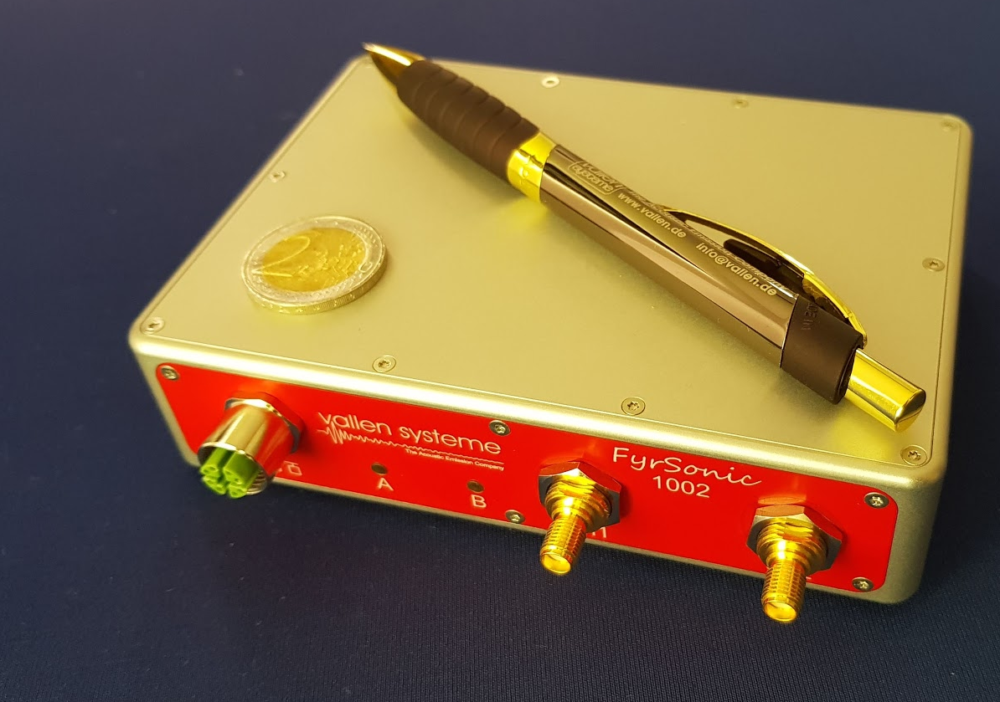 www.vallen.de
info@vallen.de
2
vallen systeme
The Acoustic Emission Company
A
B
FyrSonic
1002